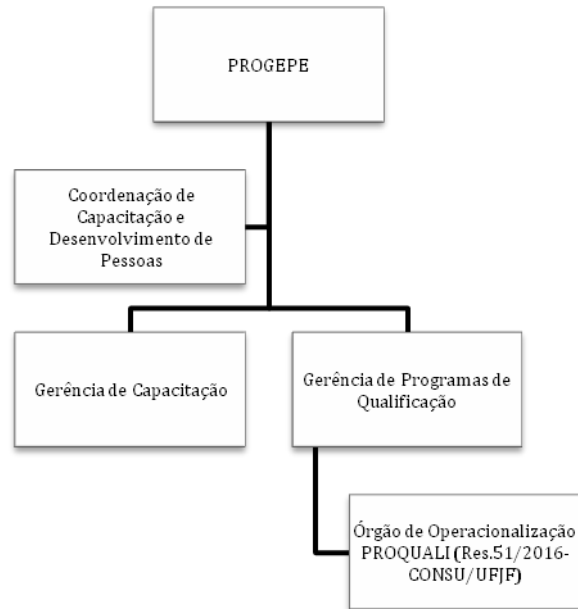 PROGEPE
Coordenação de
Capacitação e
Desenvolvimento de
Pessoas
Gerência de Capacitação
Gerência de Programas de
Qualificação
Órgão de Operacionalização
PROQUALI (Res.51/2016-
CONSU/UFJF)